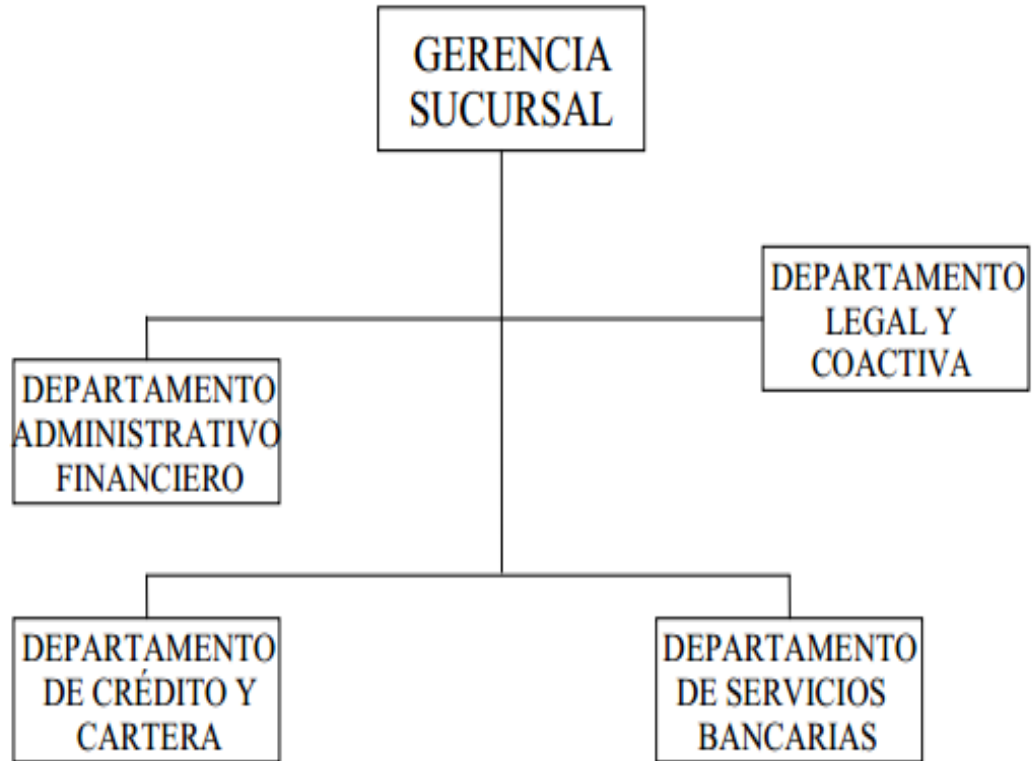 GERENCIA
SUCURSAL
DEPARTAMENTO
LEGAL Y
COACTIVA
DEPARTAMENTO
ADMINISTRATIVO
FINANCIERO
DEPARTAMENTO
DE CRÉDITO Y
CARTERA
DEPARTAMENTO
DE SERVICIOS
BANCARIAS